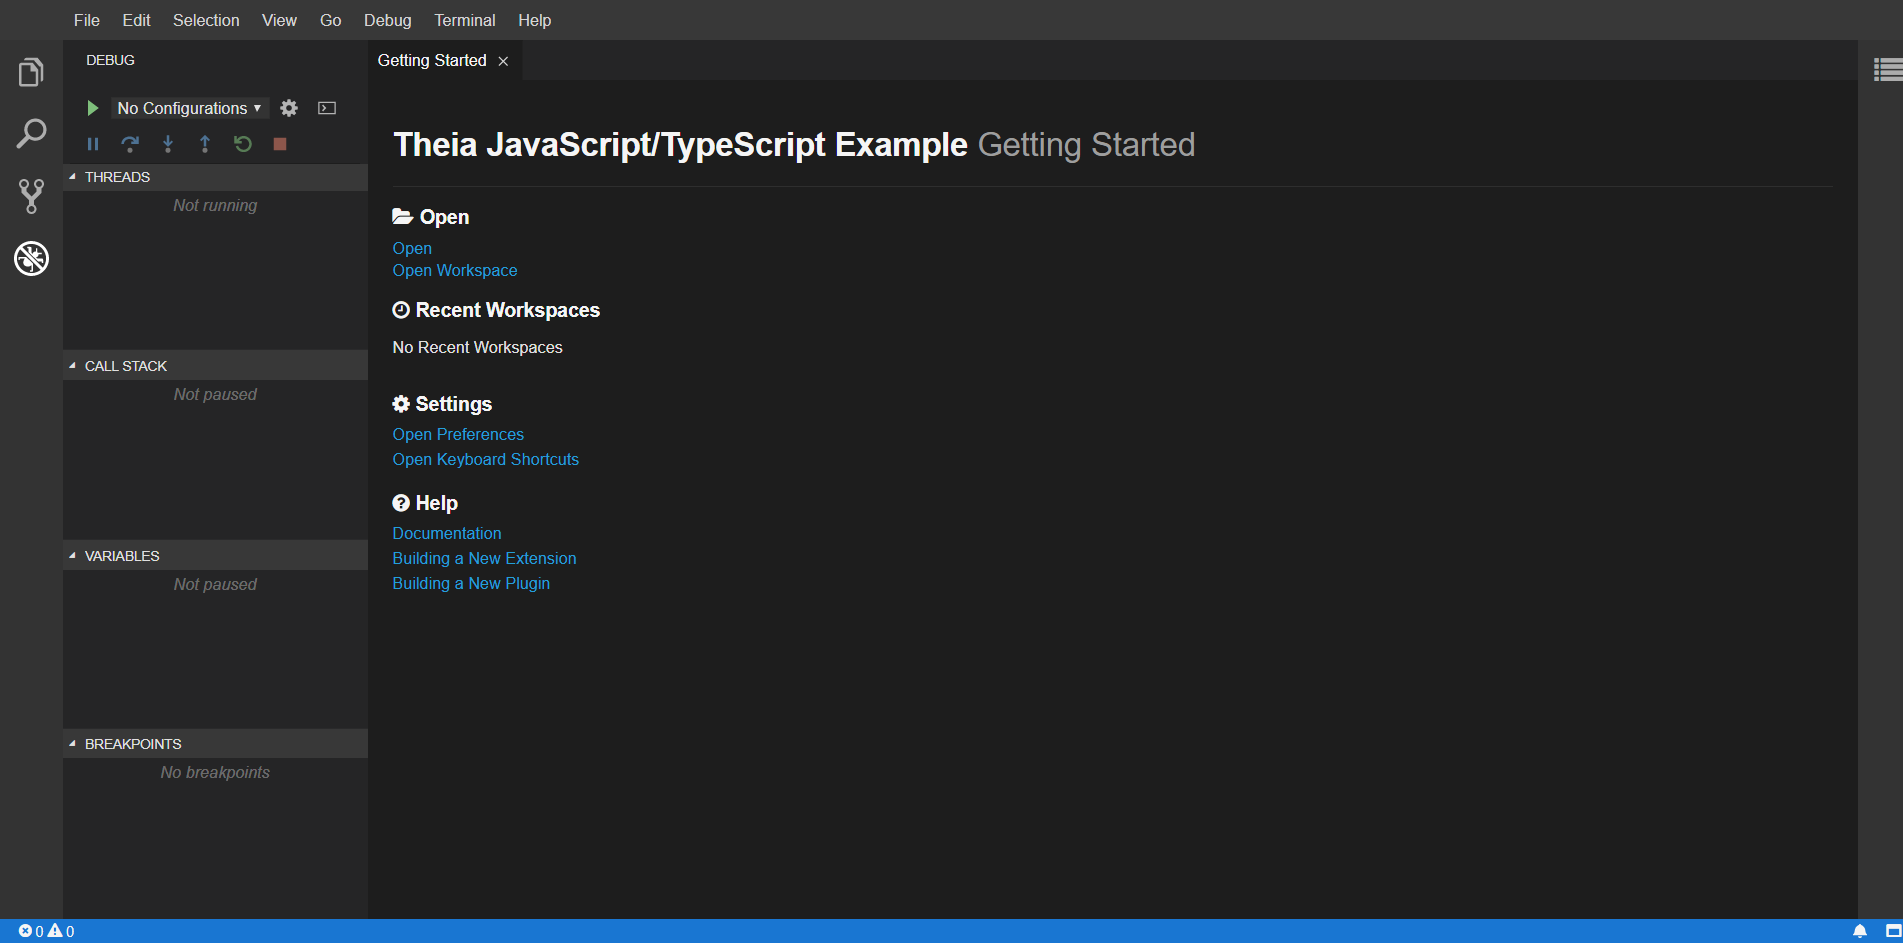 File Edit Selection View Go Debug Terminal Help
DEBUG
No Configurations
THREADS
Not running
CALL STACK
Not paused
VARIABLES
Not paused
BREAKPOINTS
No breakpoints
Getting Started
Theia JavaScript/TypeScript Example Getting Started
Open
Open
Open Workspace
Recent Workspaces
No Recent Workspaces
Settings
Open Preferences
Open Keyboard Shortcuts
Help
Documentation
Building a New Extension
Building a New Plugin
0 0